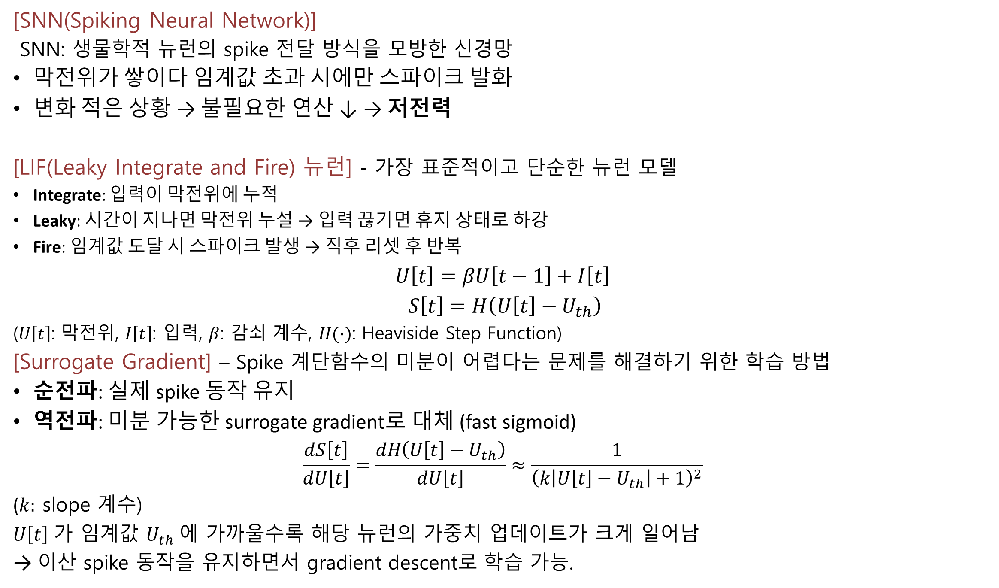 [SNN(Spiking Neural Network)]
SNN: 생물학적 뉴런의 spike 전달 방식을 모방한 신경망
• 막전위가 쌓이다 임계값 초과 시에만 스파이크 발화
• 변화 적은 상황 → 불필요한 연산 ↓ → 저전력
[LIF(Leaky Integrate and Fire) 뉴런] - 가장 표준적이고 단순한 뉴런 모델
• Integrate: 입력이 막전위에 누적
• Leaky: 시간이 지나면 막전위 누설 → 입력 끊기면 휴지 상태로 하강
• Fire: 임계값 도달 시 스파이크 발생 → 직후 리셋 후 반복
U[t] = βU[t − 1] + I[t]
S[t] = H(U[t] − U_{th})
(U[t]: 막전위, I[t]: 입력, β: 감쇠 계수, H(·): Heaviside Step Function)
[Surrogate Gradient] – Spike 계단함수의 미분이 어렵다는 문제를 해결하기 위한 학습 방법
• 순전파: 실제 spike 동작 유지
• 역전파: 미분 가능한 surrogate gradient로 대체 (fast sigmoid)
dS[t]/dU[t] = dH(U[t] − U_{th})/dU[t] ≈ 1/(k|U[t] − U_{th}| + 1)²
(k: slope 계수)
U[t] 가 임계값 U_{th} 에 가까울수록 해당 뉴런의 가중치 업데이트가 크게 일어남
→ 이산 spike 동작을 유지하면서 gradient descent로 학습 가능.